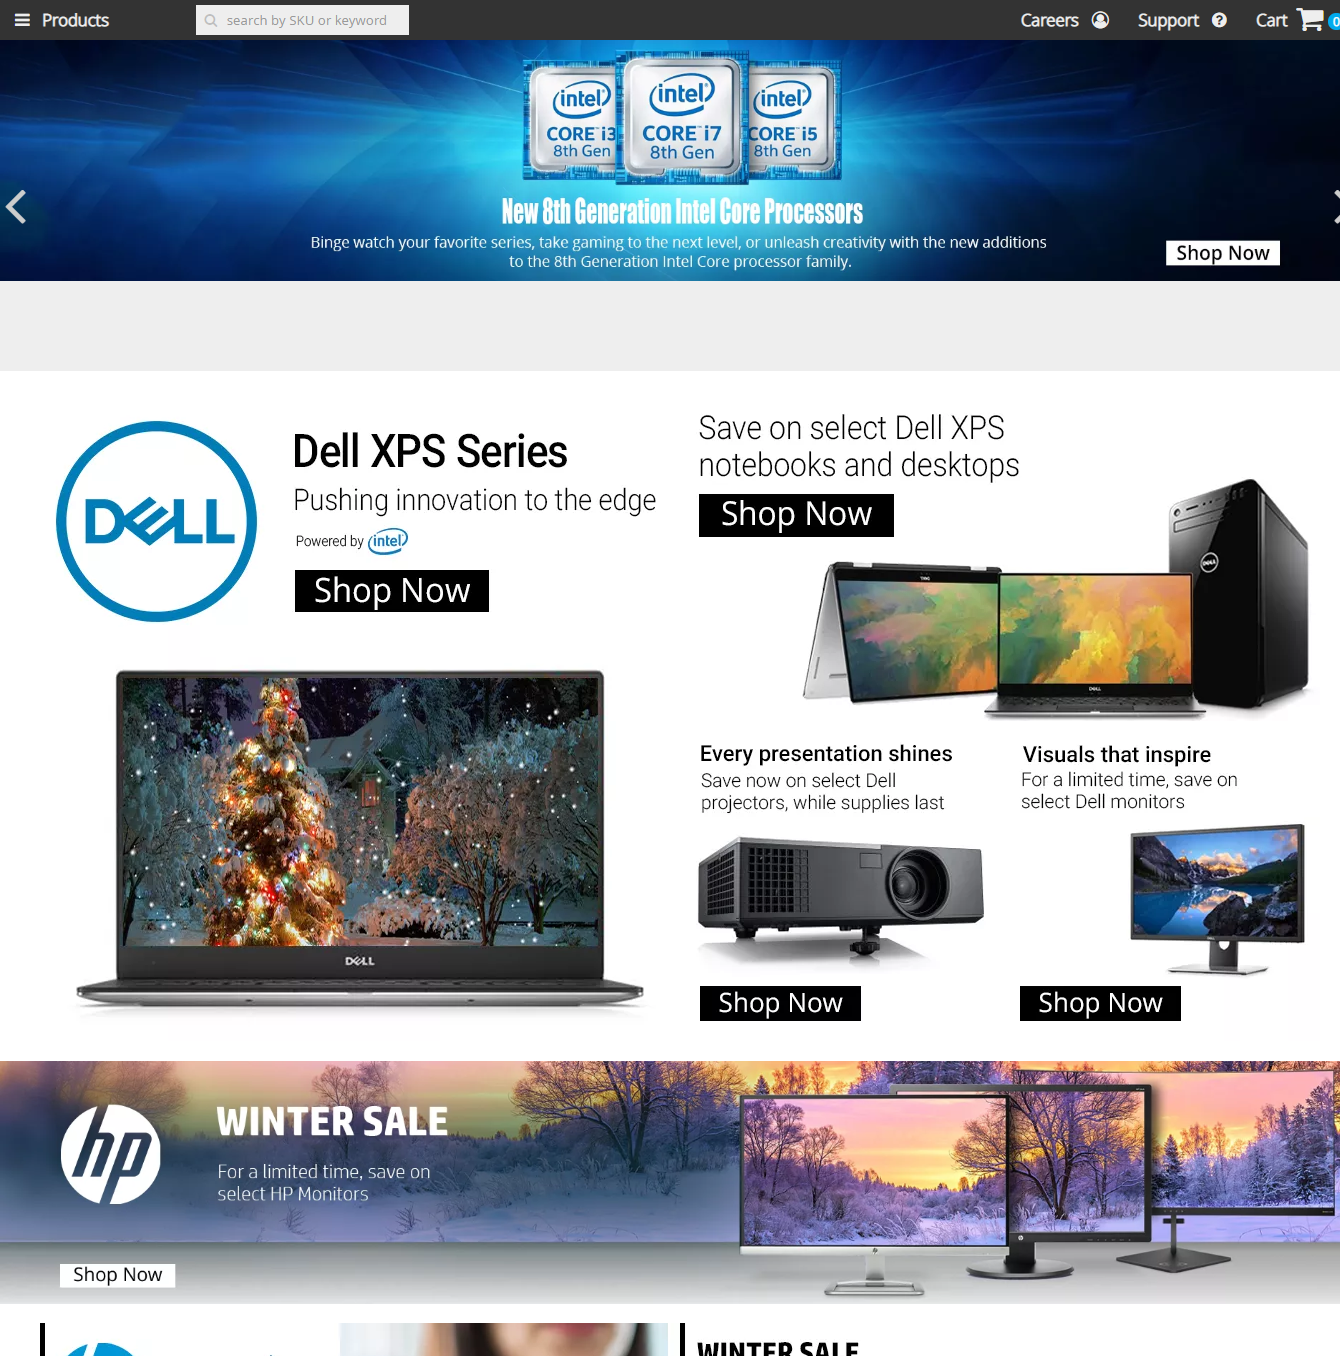 Products
search by SKU or keyword
Careers
Support
Cart
0
intel
CORE i3
8th Gen
intel
CORE™ i7
8th Gen
intel
CORE i5
8th Gen
New 8th Generation Intel Core Processors
Binge watch your favorite series, take gaming to the next level, or unleash creativity with the new additions
to the 8th Generation Intel Core processor family.
Shop Now
DELL
Dell XPS Series
Pushing innovation to the edge
Powered by intel
Shop Now
DELL
Save on select Dell XPS
notebooks and desktops
Shop Now
DELL
DELL
Every presentation shines
Save now on select Dell
projectors, while supplies last
Shop Now
Visuals that inspire
For a limited time, save on
select Dell monitors
Shop Now
hp
WINTER SALE
For a limited time, save on
select HP Monitors
Shop Now
WINTER SALE